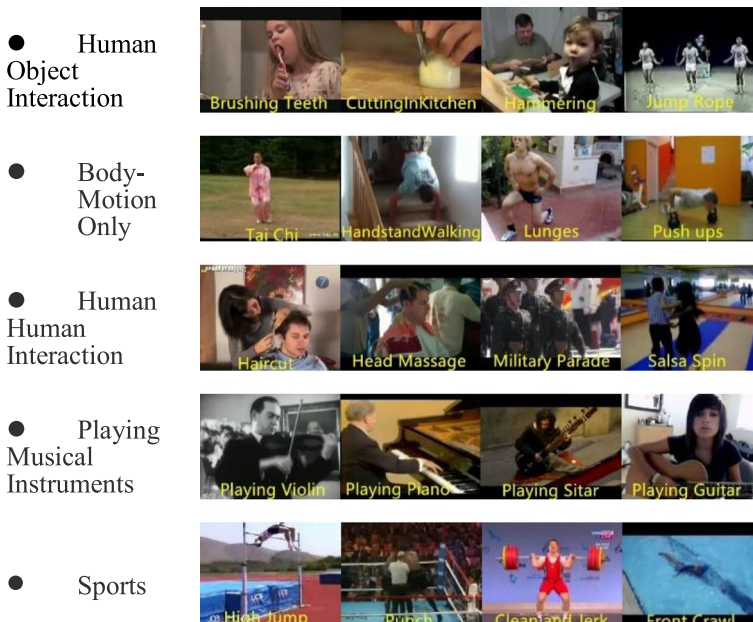 ● Human
Object
Interaction
Brushing Teeth CuttingInKitchen Hammering Jump Rope
● Body-
Motion
Only
Tai Chi HandstandWalking Lunges Push ups
● Human
Human
Interaction
Haircut Head Massage Military Parade Salsa Spin
● Playing
Musical
Instruments
Playing Violin Playing Piano Playing Sitar Playing Guitar
● Sports
High Jump Punch Clean and Jerk Front Crawl